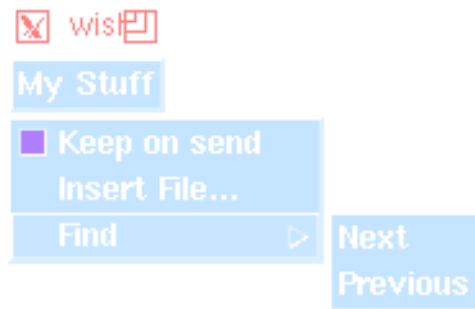 wish
My Stuff
Keep on send
Insert File...
Find
Next
Previous